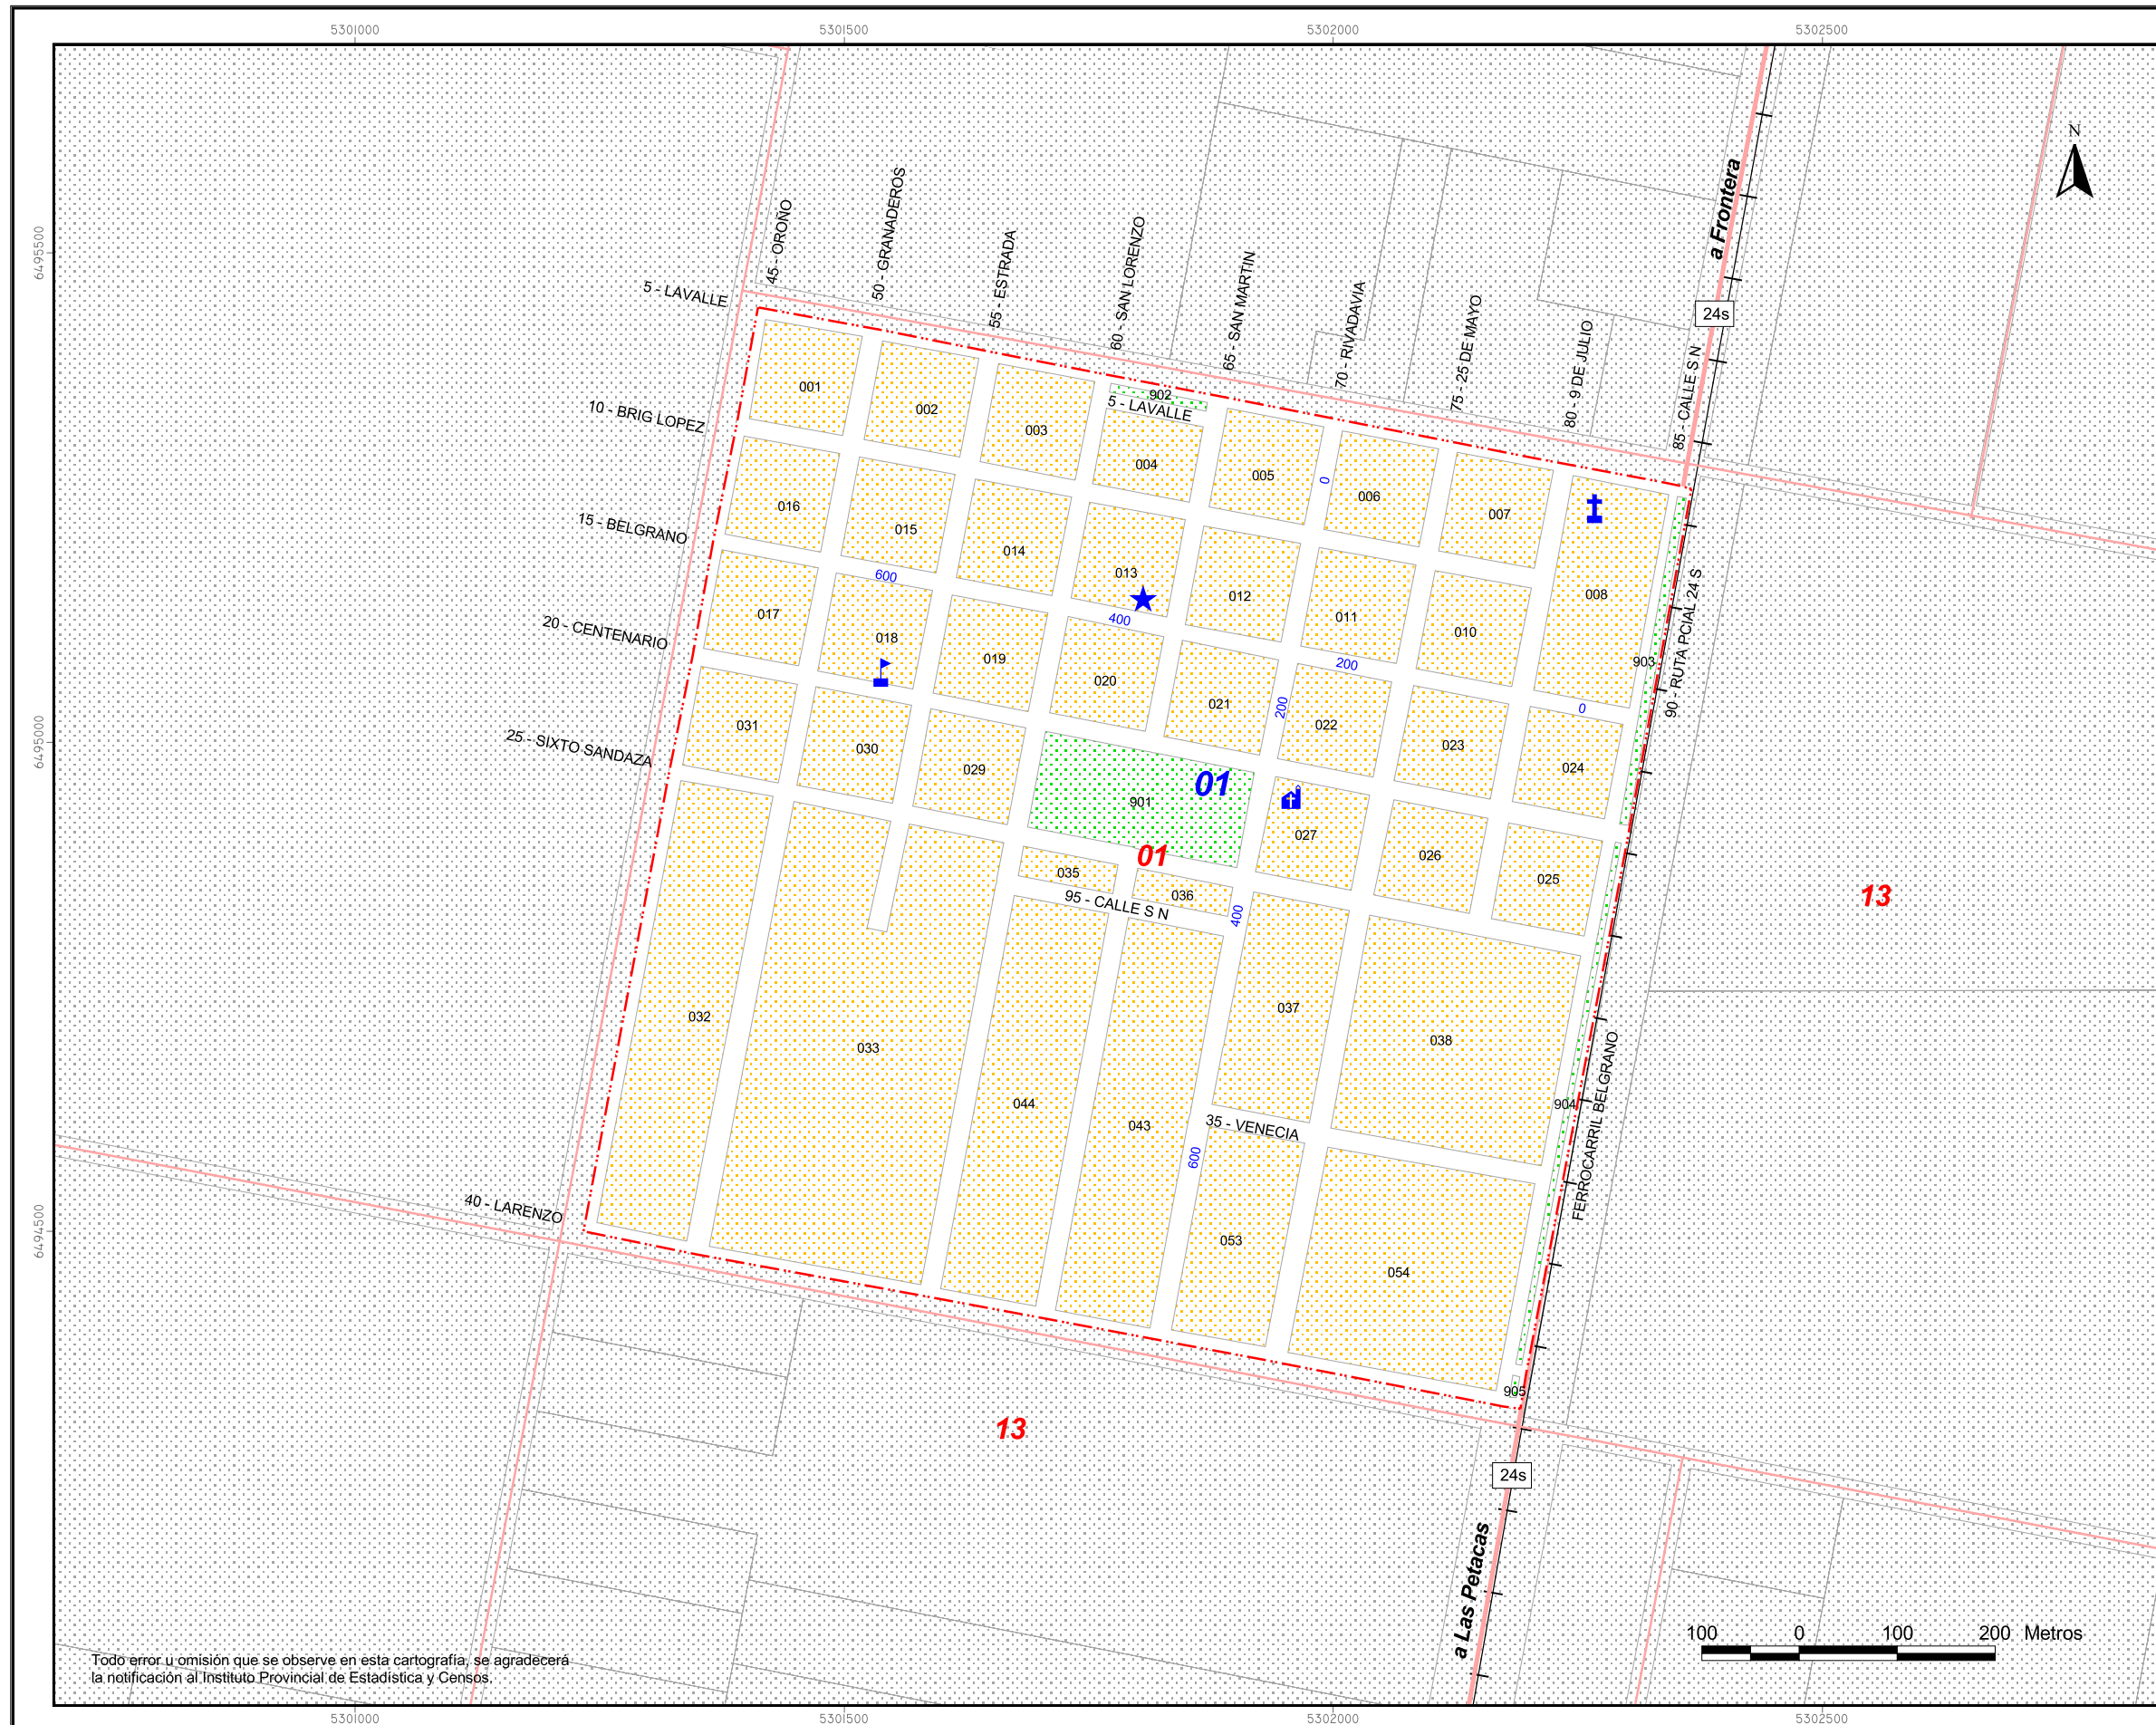 5301000
5301500
5302000
5302500
6495500
6495000
6494500
N
a Frontera
24s
45 - OROÑO
50 - GRANADEROS
55 - ESTRADA
60 - SAN LORENZO
65 - SAN MARTIN
70 - RIVADAVIA
75 - 25 DE MAYO
80 - 9 DE JULIO
85 - CALLE S N
5 - LAVALLE
10 - BRIG LOPEZ
15 - BELGRANO
20 - CENTENARIO
25 - SIXTO SANDAZA
40 - LARENZO
902
5 - LAVALLE
001
002
003
004
005
0
006
007
008
016
015
014
013
012
011
010
903
90 - RUTA PCIAL 24 S
600
400
200
0
017
018
019
020
021
200
022
023
024
031
030
029
901
01
01
027
026
025
035
036
95 - CALLE S N
400
13
032
033
044
043
037
038
904
FERROCARRIL BELGRANO
35 - VENECIA
600
053
054
905
13
24s
a Las Petacas
100 0 100 200 Metros
Todo error u omisión que se observe en esta cartografía, se agradecerá
la notificación al Instituto Provincial de Estadística y Censos.
5301000
5301500
5302000
5302500